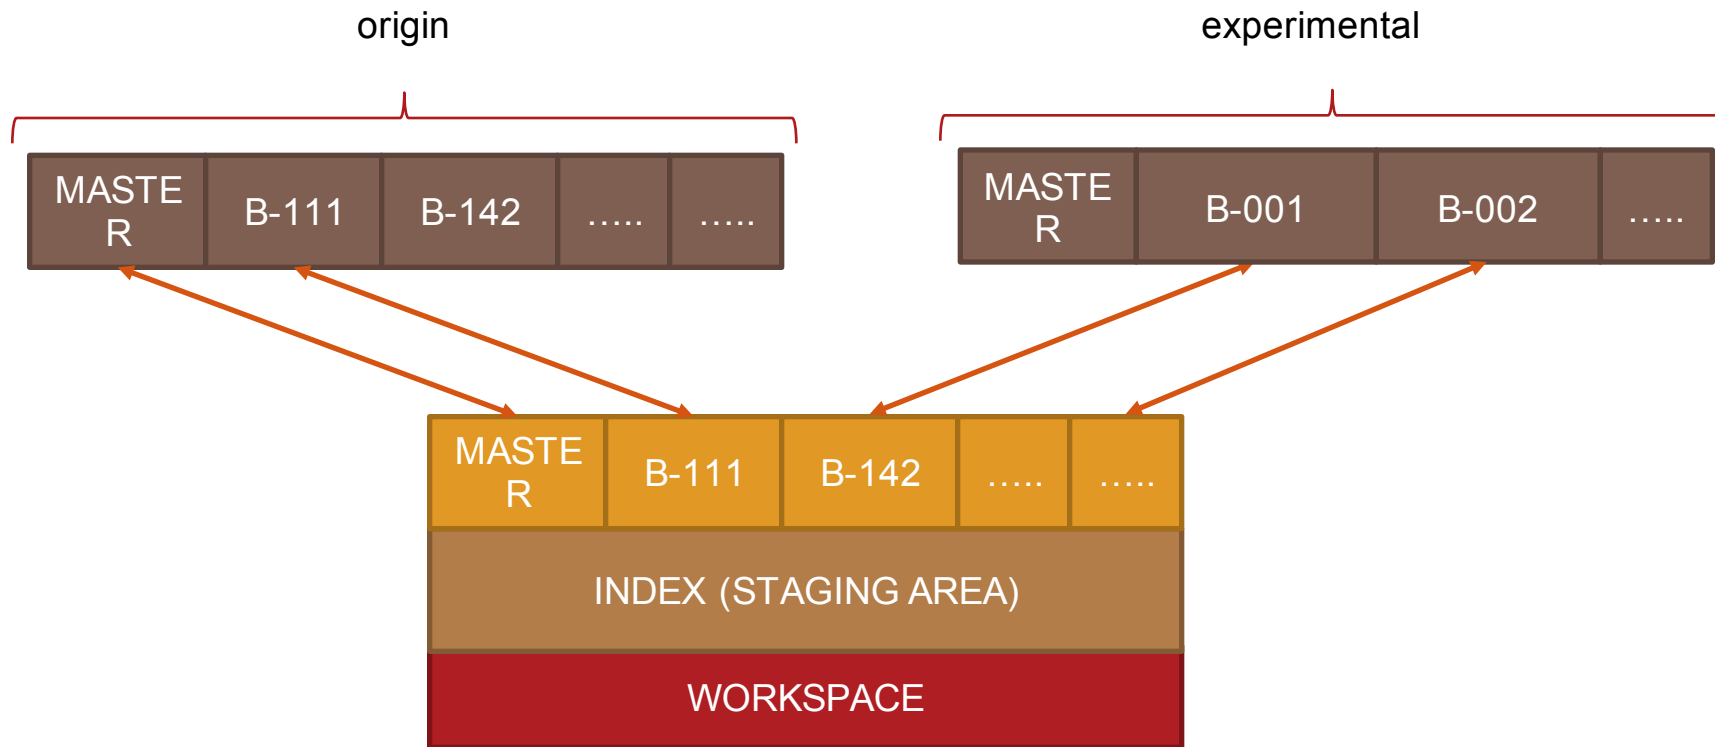 origin
experimental
MASTE
R
B-111
B-142
…..
…..
MASTE
R
B-001
B-002
…..
MASTE
R
B-111
B-142
…..
…..
INDEX (STAGING AREA)
WORKSPACE